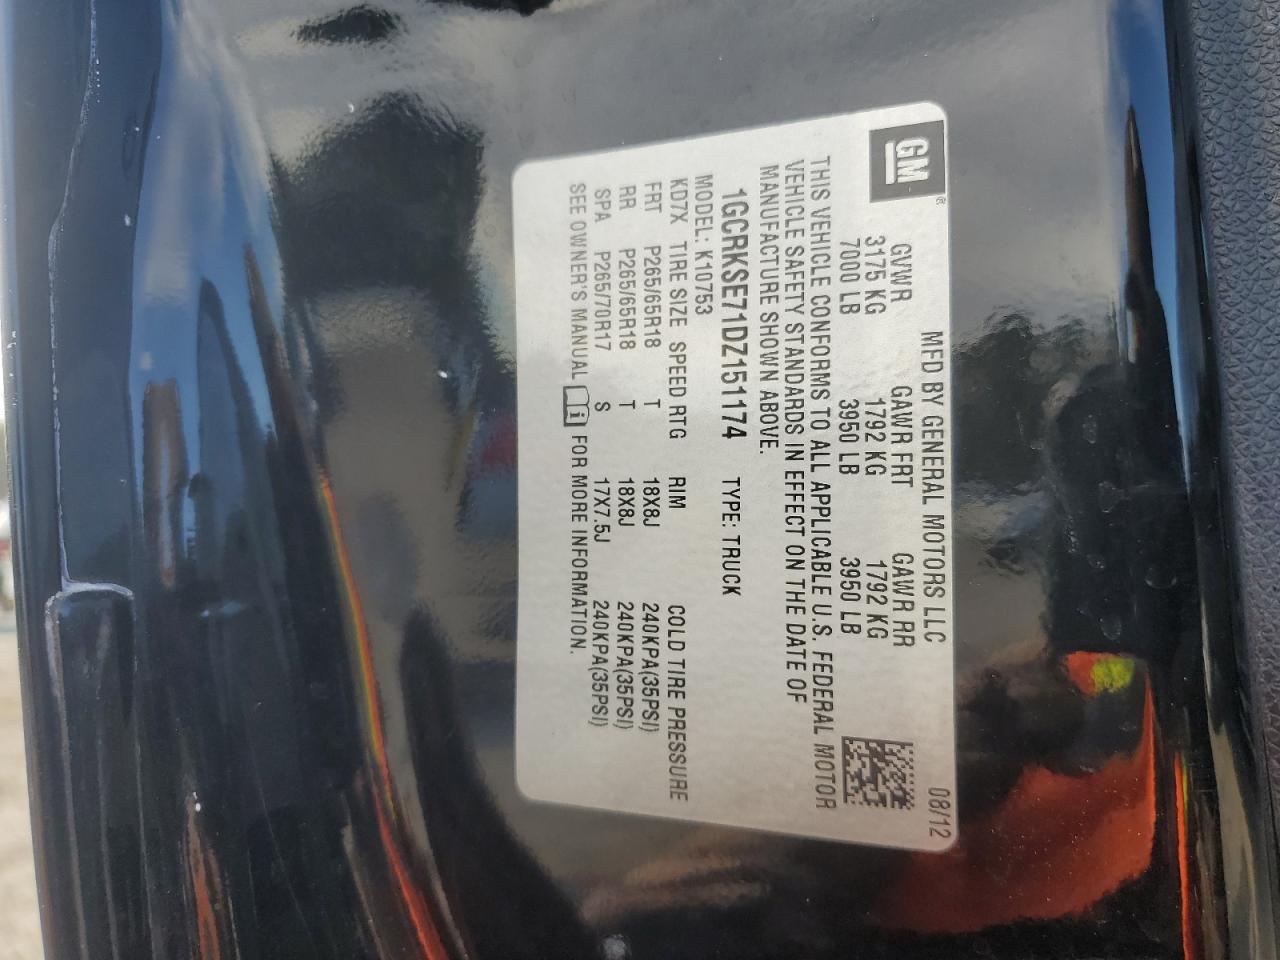 GM®
MFD BY GENERAL MOTORS LLC 08/12
GVWR GAWR FRT GAWR RR
3175 KG 1792 KG 1792 KG
7000 LB 3950 LB 3950 LB
THIS VEHICLE CONFORMS TO ALL APPLICABLE U.S. FEDERAL MOTOR
VEHICLE SAFETY STANDARDS IN EFFECT ON THE DATE OF
MANUFACTURE SHOWN ABOVE.
1GCRKSE71DZ151174 TYPE: TRUCK
MODEL: K10753
KD7X TIRE SIZE SPEED RTG RIM COLD TIRE PRESSURE
FRT P265/65R18 T 18X8J 240KPA(35PSI)
RR P265/65R18 T 18X8J 240KPA(35PSI)
SPA P265/70R17 S 17X7.5J 240KPA(35PSI)
SEE OWNER'S MANUAL i FOR MORE INFORMATION.